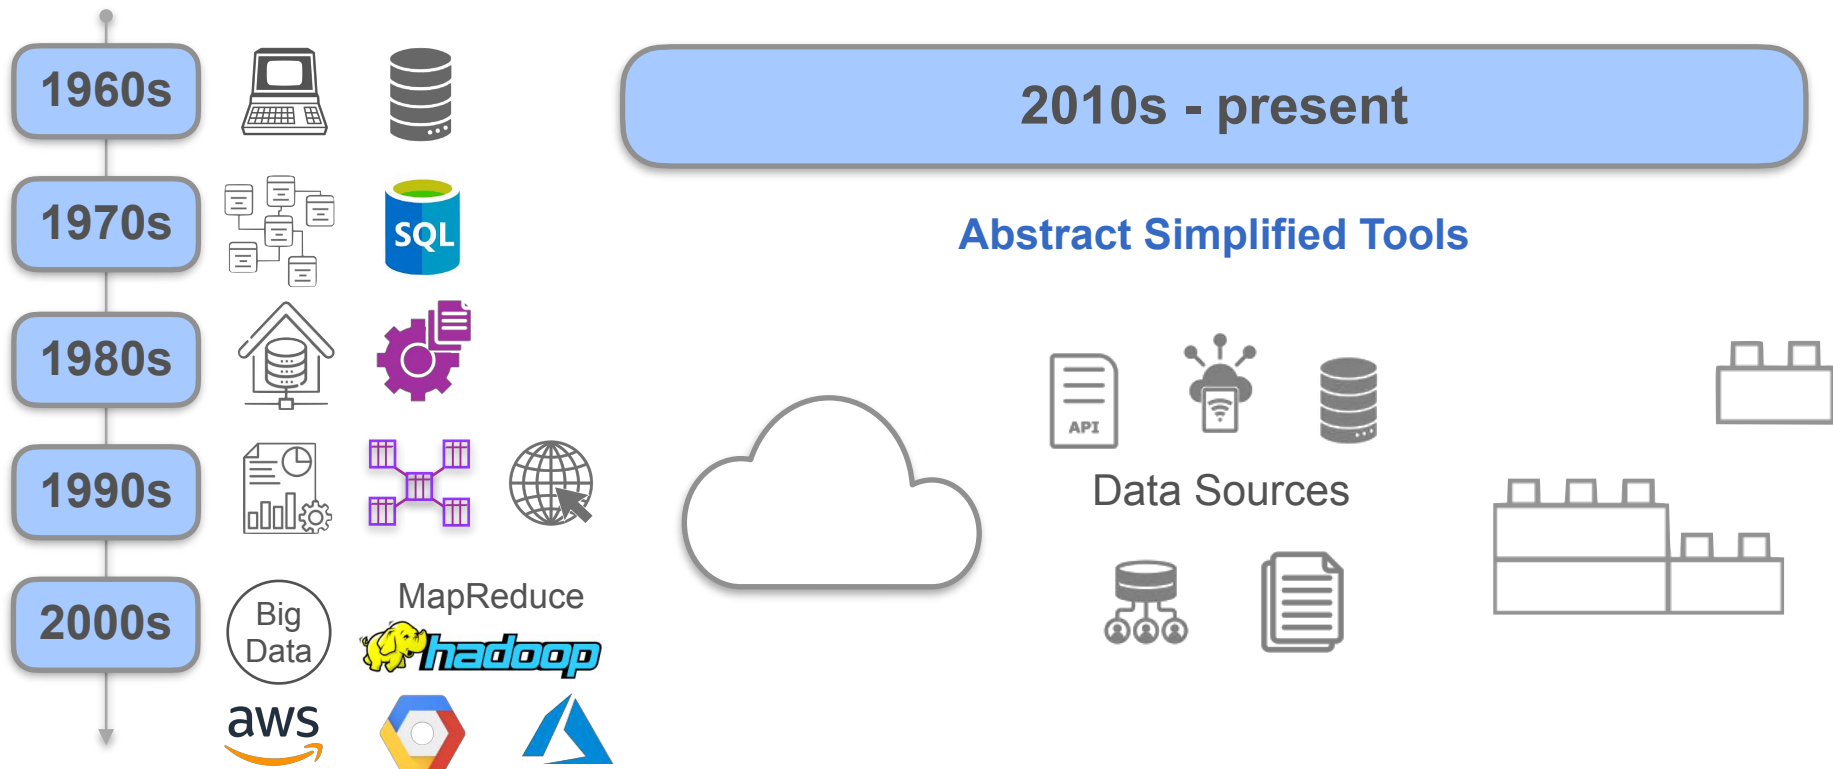 1960s
1970s
SQL
1980s
1990s
2000s
Big
Data
MapReduce
hadoop
aws
2010s - present
Abstract Simplified Tools
API
Data Sources